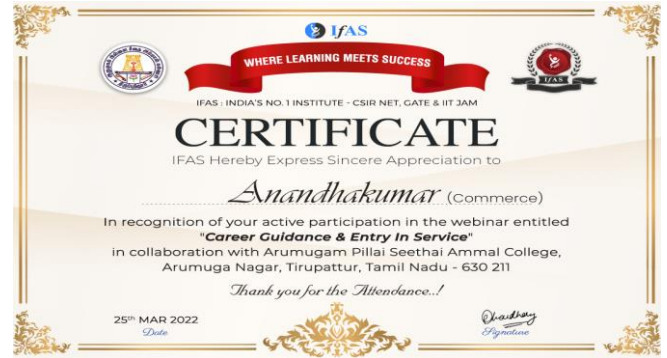 IfAS
WHERE LEARNING MEETS SUCCESS
IFAS
IFAS : INDIA'S NO. 1 INSTITUTE - CSIR NET, GATE & IIT JAM
CERTIFICATE
IFAS Hereby Express Sincere Appreciation to
Anandhakumar (Commerce)
In recognition of your active participation in the webinar entitled
"Career Guidance & Entry In Service"
in collaboration with Arumugam Pillai Seethai Ammal College,
Arumuga Nagar, Tirupattur, Tamil Nadu - 630 211
Thank you for the Attendance..!
25th MAR 2022
Date
Signature